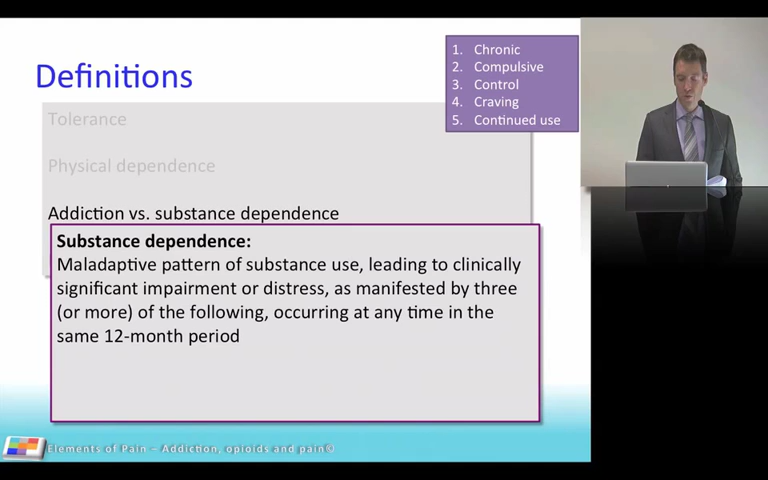 Definitions
1. Chronic
2. Compulsive
3. Control
4. Craving
5. Continued use
Tolerance
Physical dependence
Addiction vs. substance dependence
Substance dependence:
Maladaptive pattern of substance use, leading to clinically
significant impairment or distress, as manifested by three
(or more) of the following, occurring at any time in the
same 12-month period
Elements of Pain – Addiction, opioids and pain©